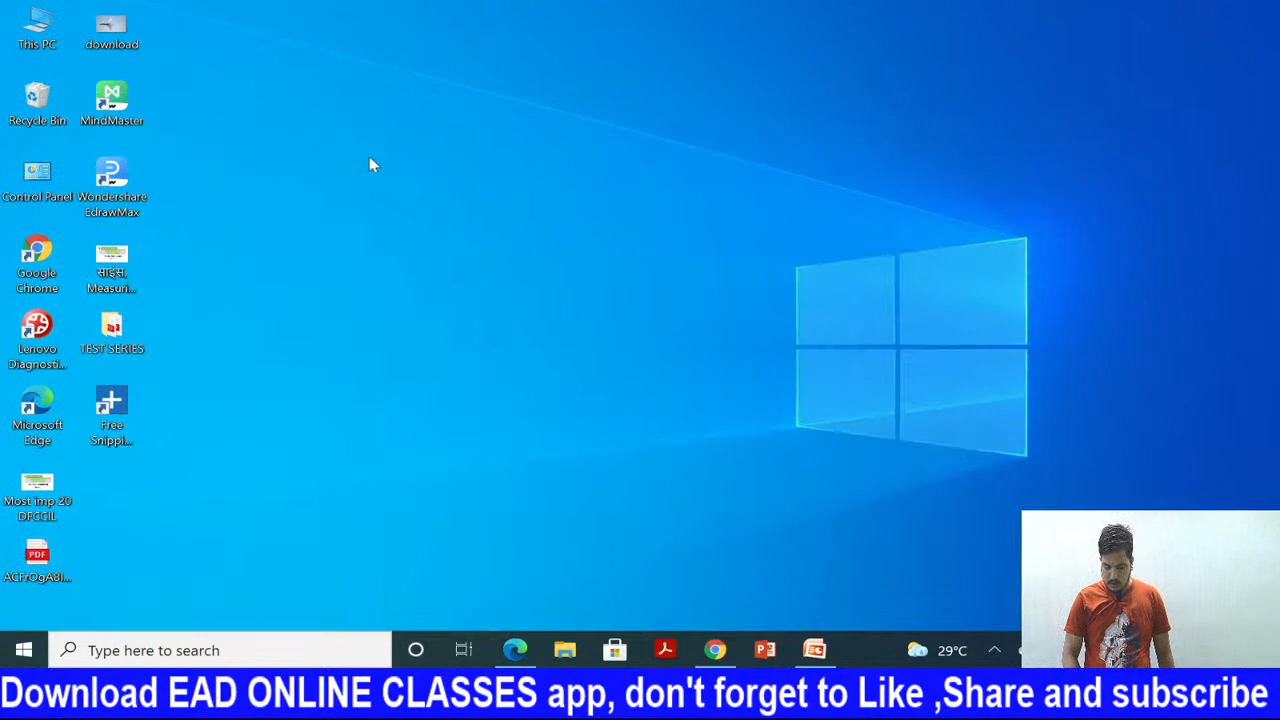 This PC
download
Recycle Bin
MindMaster
Control Panel
Wondershare
EdrawMax
Google
Chrome
साइंस,
Measuri...
Lenovo
Diagnosti...
TEST SERIES
Microsoft
Edge
Free
Snippi...
Most imp 20
DFCCIL
PDF
ACFrOgA8I...
Type here to search
29°C
Download EAD ONLINE CLASSES app, don't forget to Like ,Share and subscribe